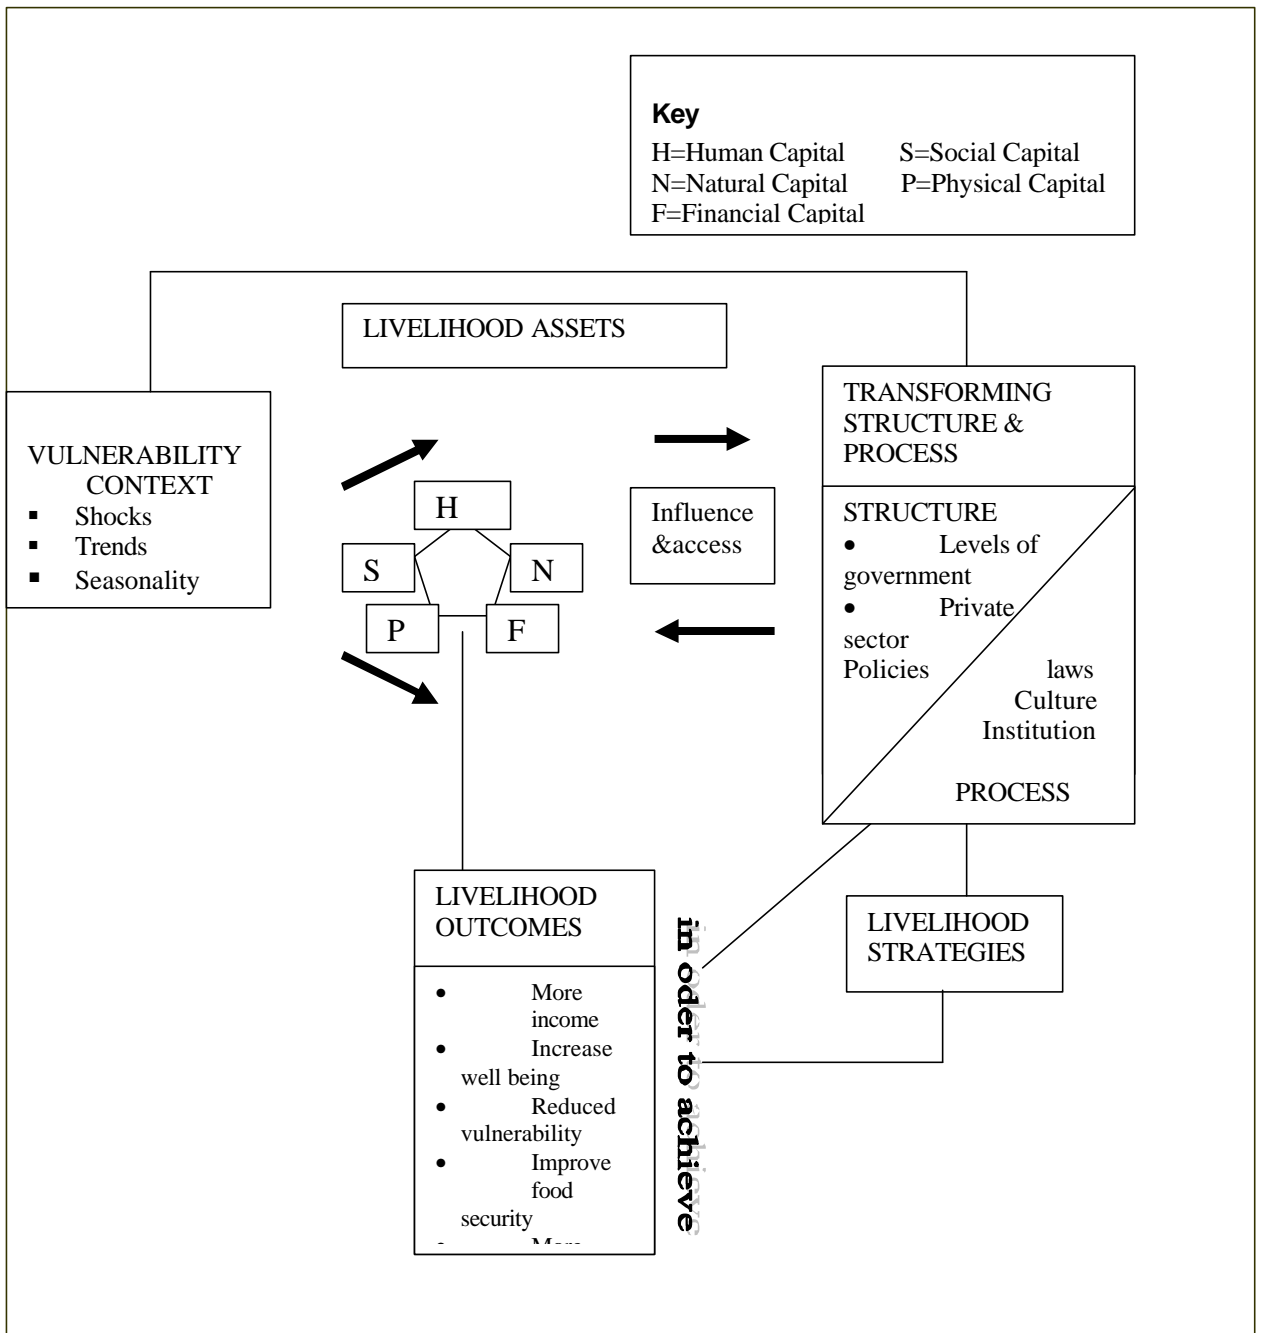 Key
H=Human Capital S=Social Capital
N=Natural Capital P=Physical Capital
F=Financial Capital
LIVELIHOOD ASSETS
VULNERABILITY
CONTEXT
▪ Shocks
▪ Trends
▪ Seasonality
H
S
N
P
F
Influence
&access
TRANSFORMING
STRUCTURE &
PROCESS
STRUCTURE
• Levels of
government
• Private
sector
Policies
laws
Culture
Institution
PROCESS
LIVELIHOOD
OUTCOMES
• More
income
• Increase
well being
• Reduced
vulnerability
• Improve
food
security
• More
in oder to achieve
LIVELIHOOD
STRATEGIES